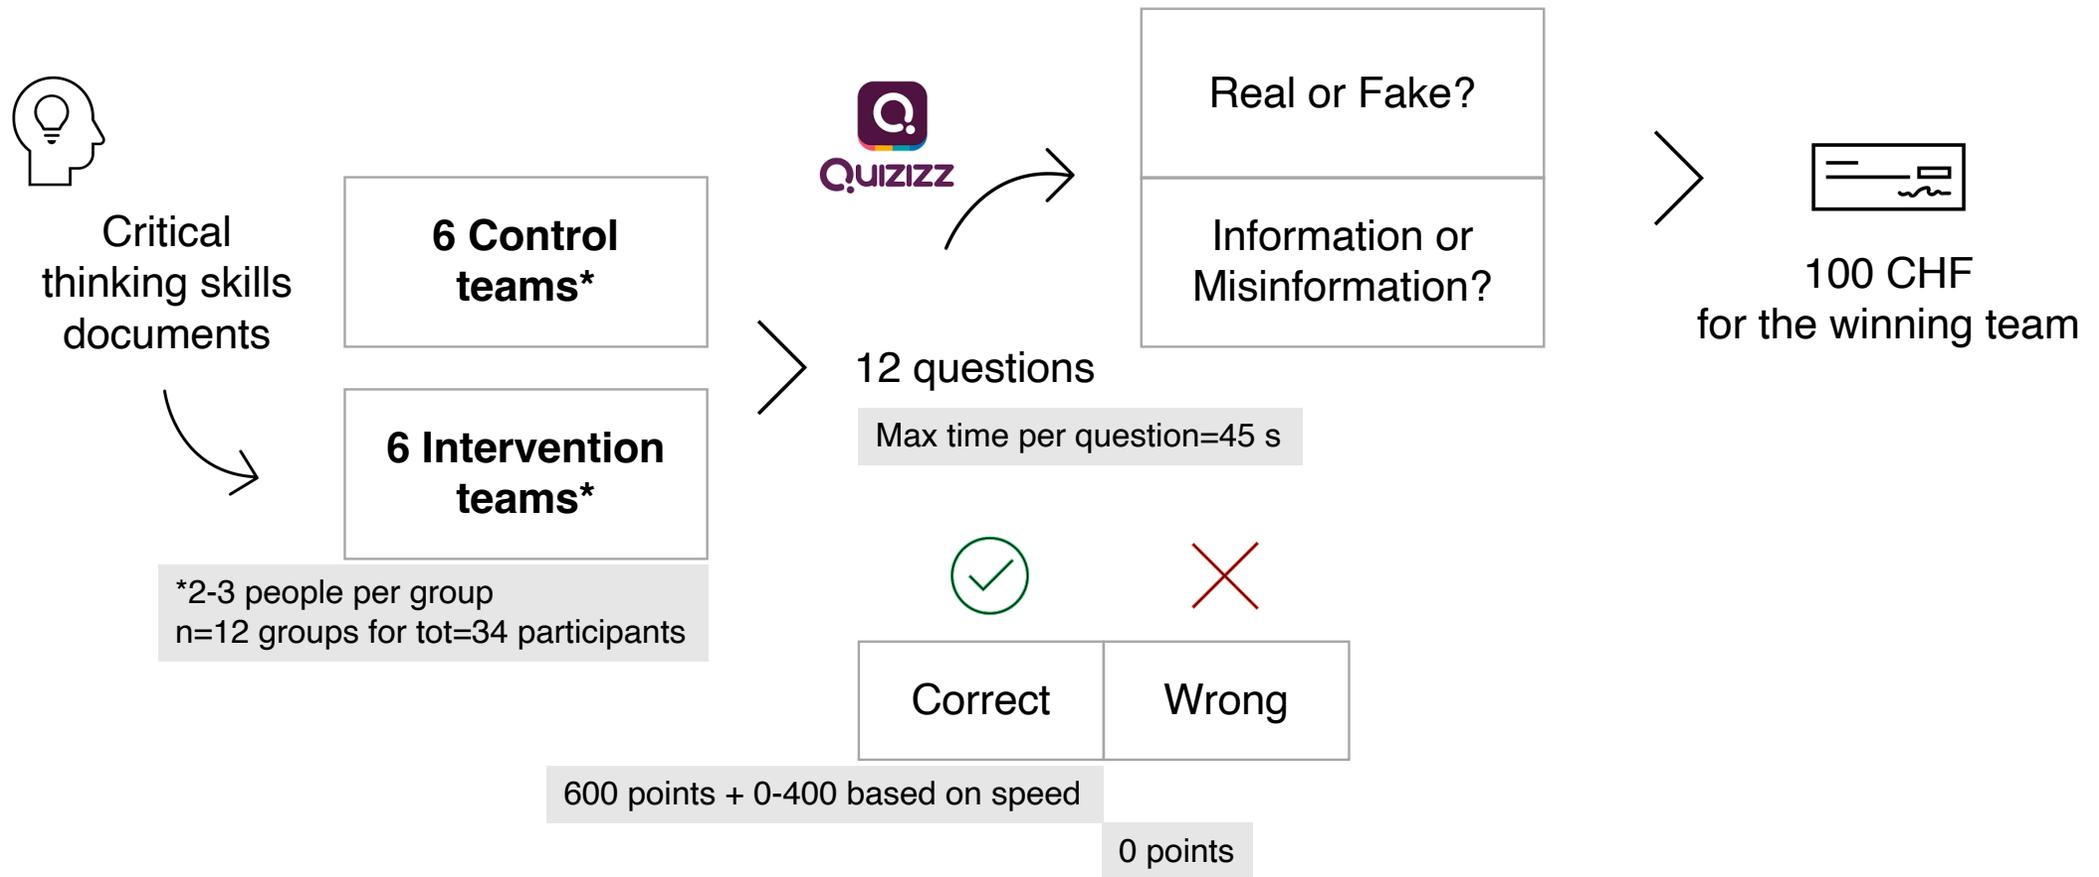 Critical
thinking skills
documents
6 Control
teams*
6 Intervention
teams*
*2-3 people per group
n=12 groups for tot=34 participants
Quizizz
12 questions
Max time per question=45 s
Real or Fake?
Information or
Misinformation?
Correct
Wrong
600 points + 0-400 based on speed
0 points
100 CHF
for the winning team